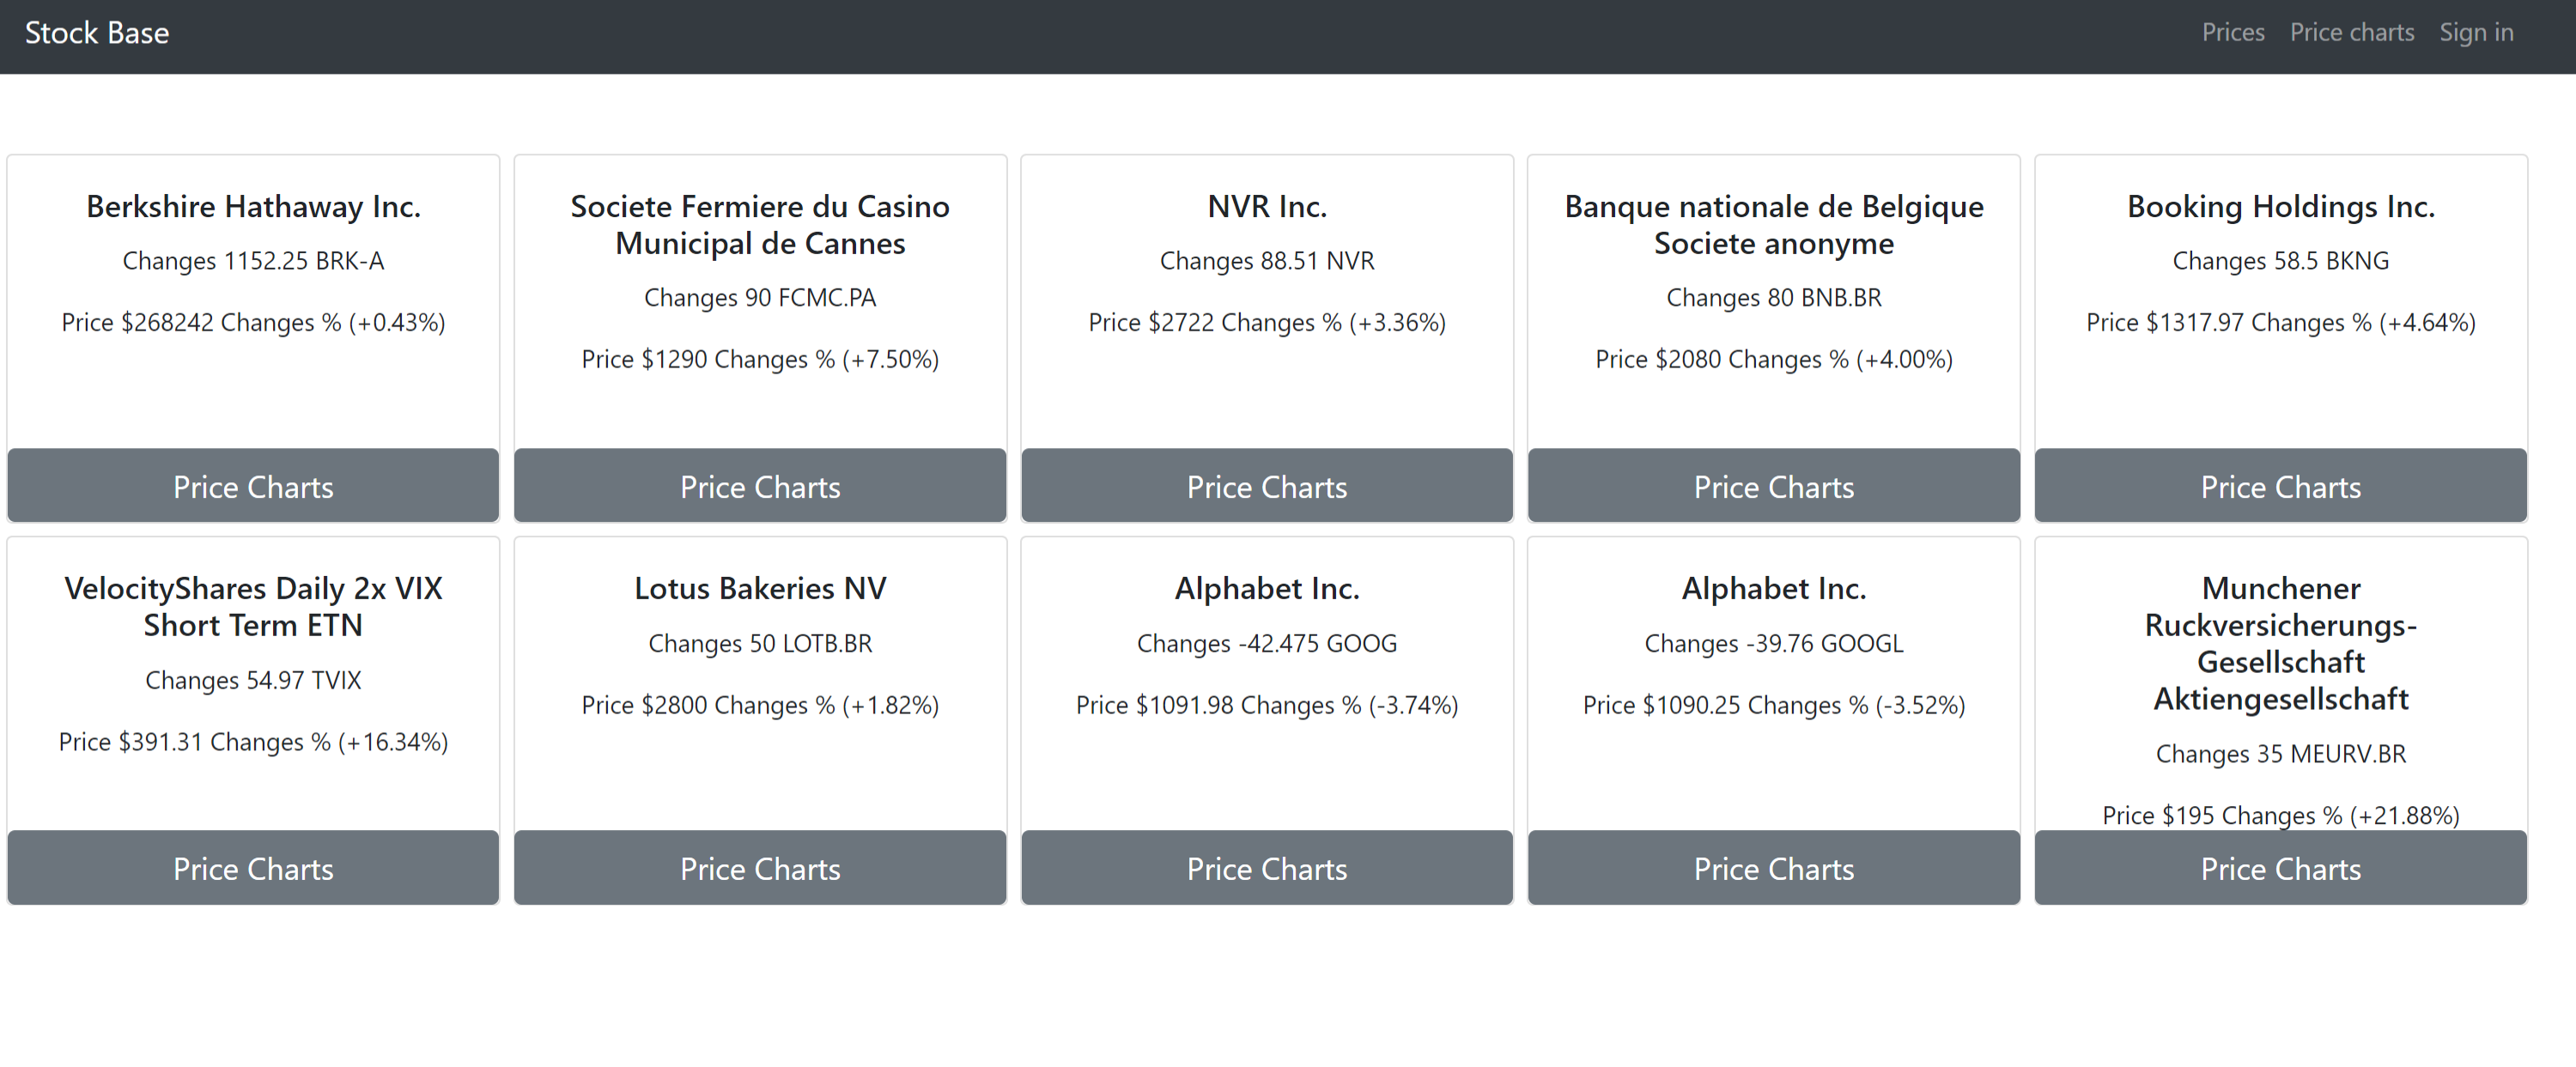 Stock Base
Prices Price charts Sign in
Berkshire Hathaway Inc.
Changes 1152.25 BRK-A
Price $268242 Changes % (+0.43%)
Price Charts
Societe Fermiere du Casino
Municipal de Cannes
Changes 90 FCMC.PA
Price $1290 Changes % (+7.50%)
Price Charts
NVR Inc.
Changes 88.51 NVR
Price $2722 Changes % (+3.36%)
Price Charts
Banque nationale de Belgique
Societe anonyme
Changes 80 BNB.BR
Price $2080 Changes % (+4.00%)
Price Charts
Booking Holdings Inc.
Changes 58.5 BKNG
Price $1317.97 Changes % (+4.64%)
Price Charts
VelocityShares Daily 2x VIX
Short Term ETN
Changes 54.97 TVIX
Price $391.31 Changes % (+16.34%)
Price Charts
Lotus Bakeries NV
Changes 50 LOTB.BR
Price $2800 Changes % (+1.82%)
Price Charts
Alphabet Inc.
Changes -42.475 GOOG
Price $1091.98 Changes % (-3.74%)
Price Charts
Alphabet Inc.
Changes -39.76 GOOGL
Price $1090.25 Changes % (-3.52%)
Price Charts
Munchener
Ruckversicherungs-
Gesellschaft
Aktiengesellschaft
Changes 35 MEURV.BR
Price $195 Changes % (+21.88%)
Price Charts